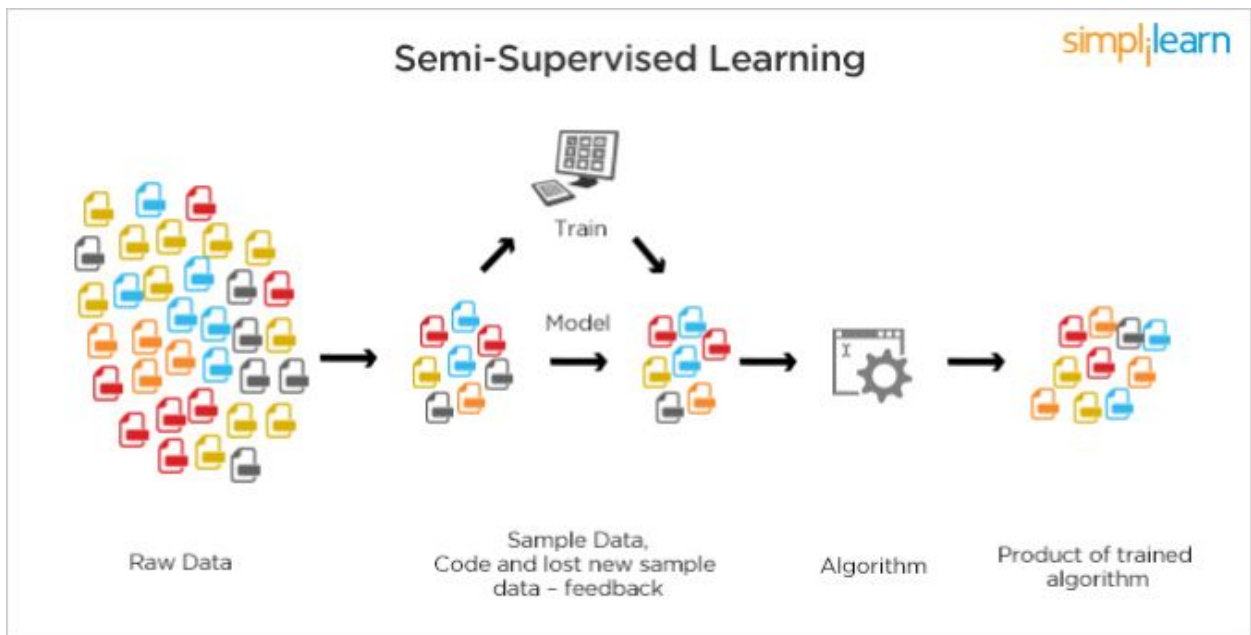 simplilearn
Semi-Supervised Learning
Train
Model
Raw Data
Sample Data,
Code and lost new sample
data – feedback
Algorithm
Product of trained
algorithm